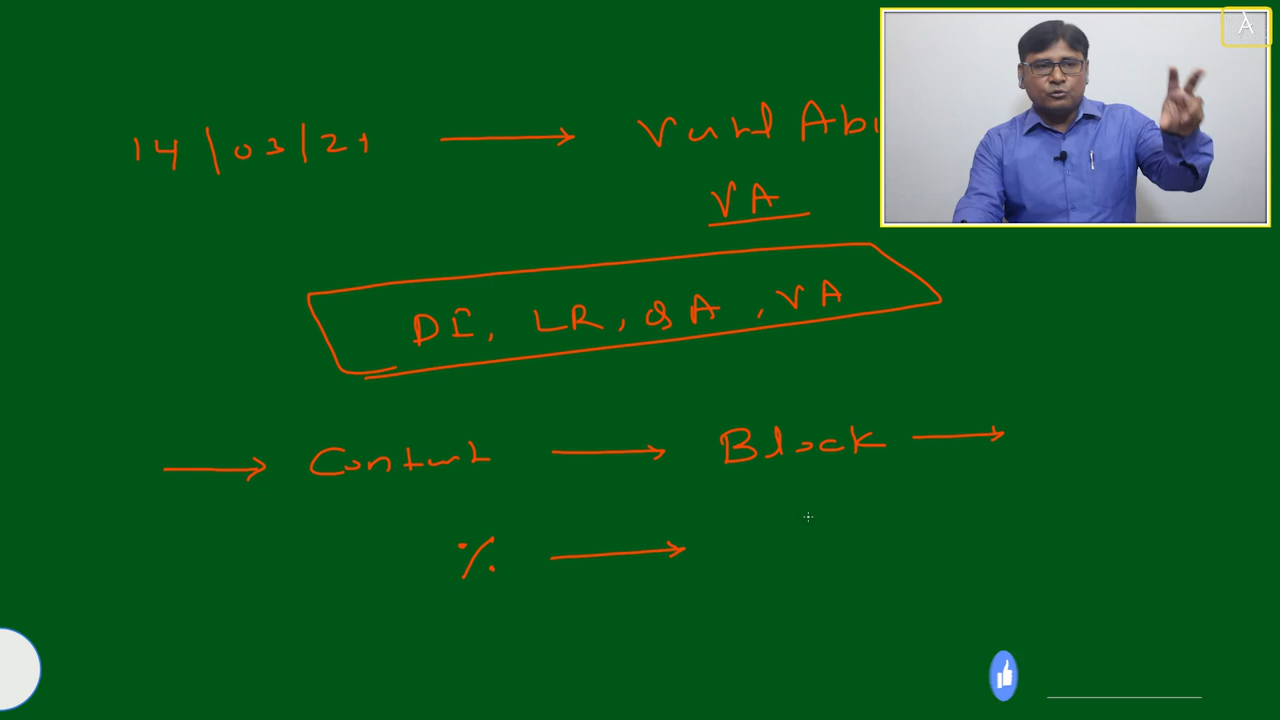 14/03/21 → Verbal Abi
VA
DI, LR, QA, VA
→ Content → Block →
% →